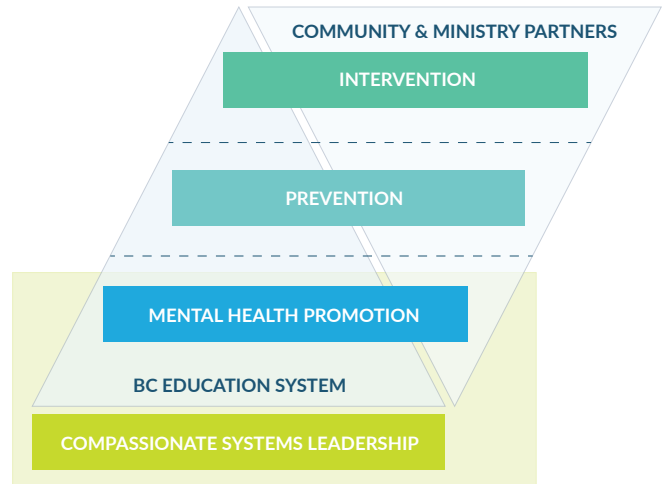 COMMUNITY & MINISTRY PARTNERS
INTERVENTION
PREVENTION
MENTAL HEALTH PROMOTION
BC EDUCATION SYSTEM
COMPASSIONATE SYSTEMS LEADERSHIP